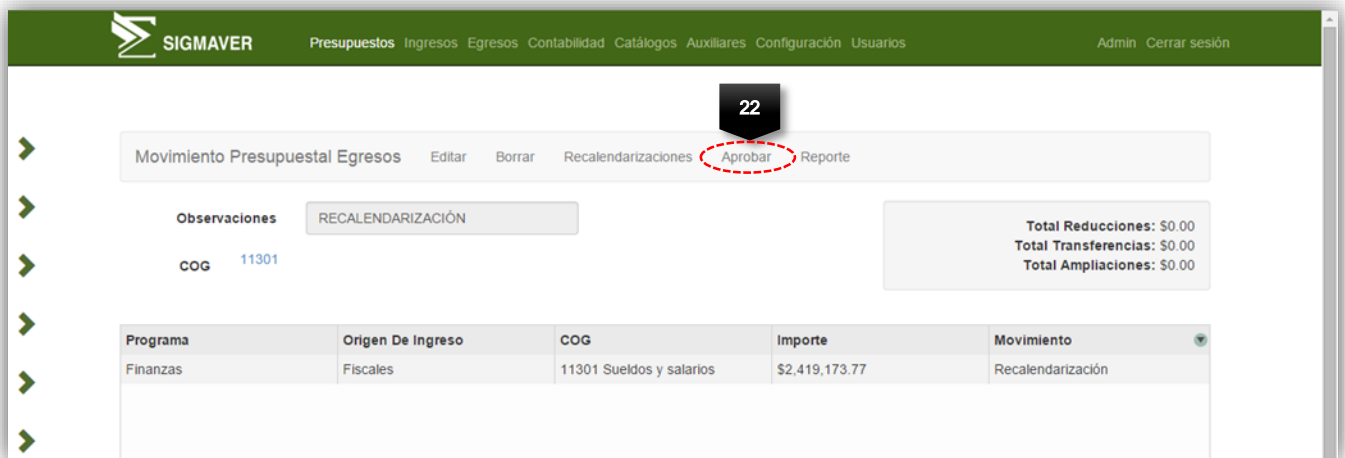 SIGMAVER Presupuestos Ingresos Egresos Contabilidad Catálogos Auxiliares Configuración Usuarios Admin Cerrar sesión
22
Movimiento Presupuestal Egresos Editar Borrar Recalendarizaciones Aprobar Reporte
Observaciones RECALENDARIZACIÓN
Total Reducciones: $0.00
Total Transferencias: $0.00
Total Ampliaciones: $0.00
COG 11301
Programa Origen De Ingreso COG Importe Movimiento
Finanzas Fiscales 11301 Sueldos y salarios $2,419,173.77 Recalendarización